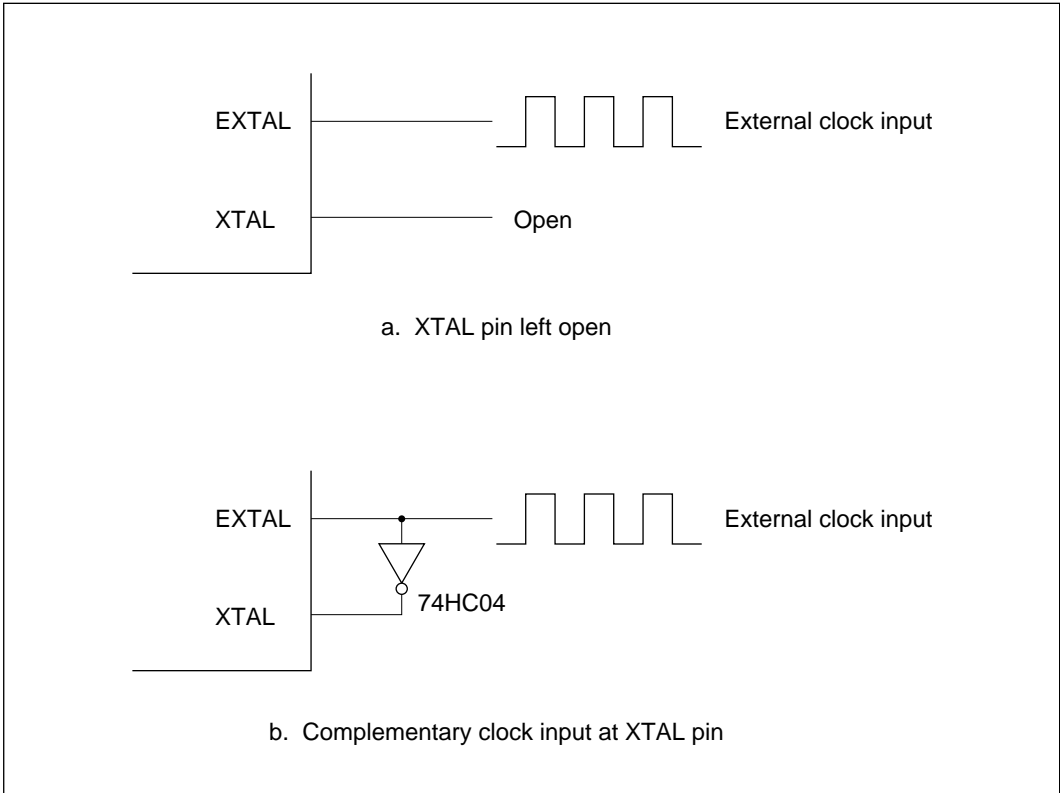 EXTAL External clock input
XTAL Open
a. XTAL pin left open
EXTAL External clock input
74HC04
XTAL
b. Complementary clock input at XTAL pin